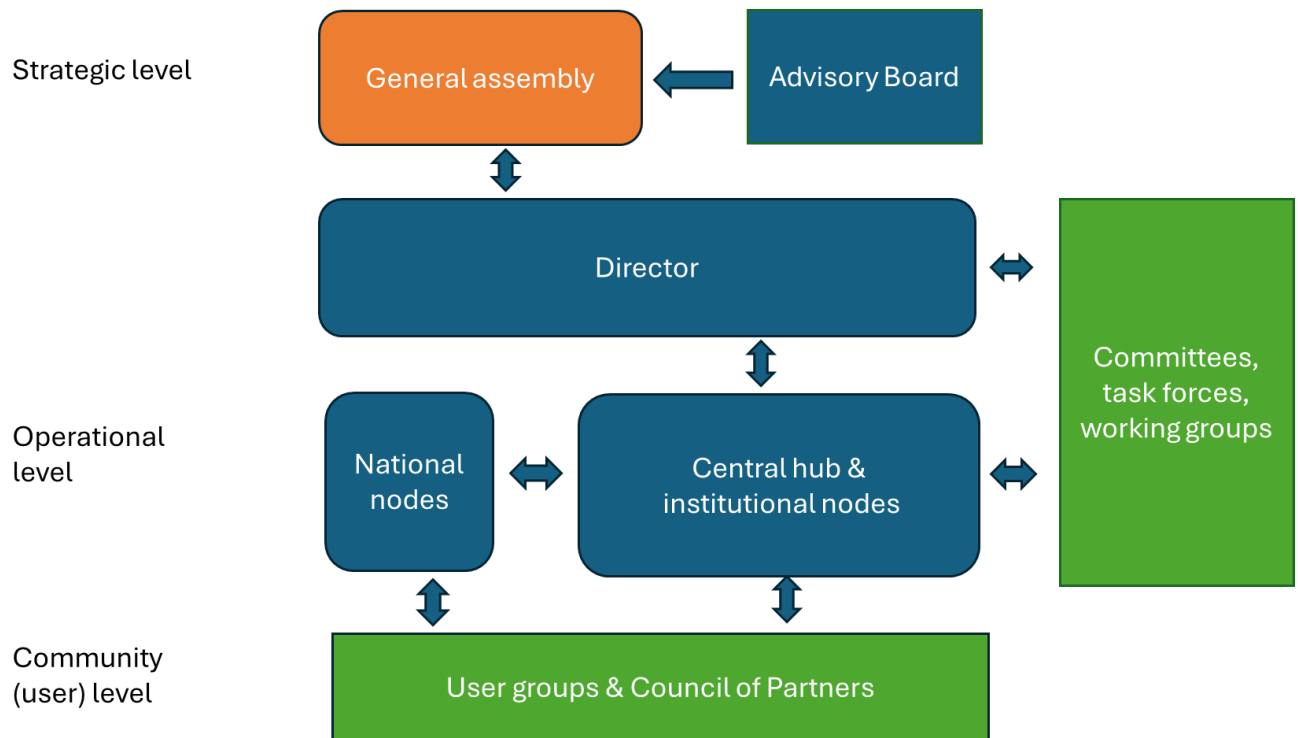 Strategic level
General assembly
Advisory Board
Director
Committees,
task forces,
working groups
Operational
level
National
nodes
Central hub &
institutional nodes
Community
(user) level
User groups & Council of Partners